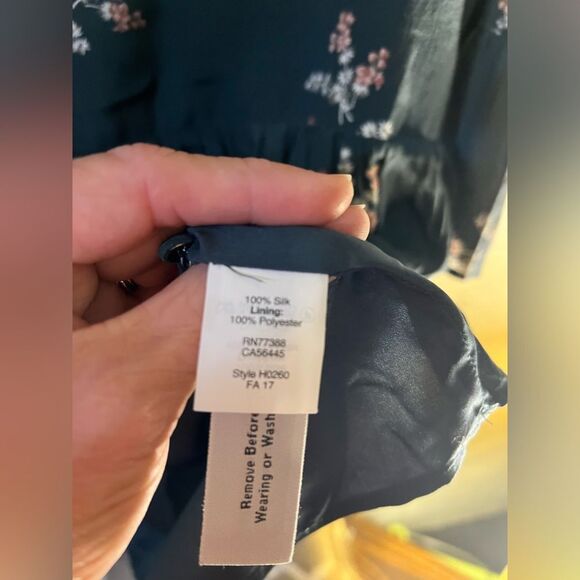 100% Silk
Lining:
100% Polyester
RN77388
CA56445
Style H0260
FA 17
Remove Before
Wearing or Wash